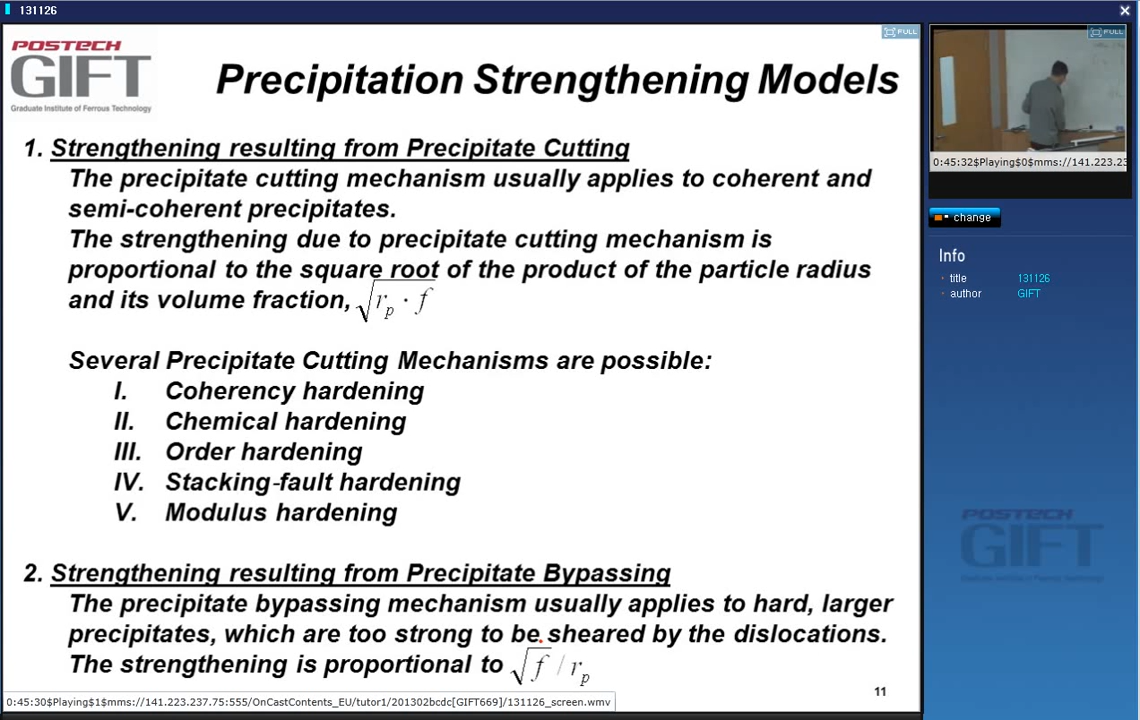 131126
FULL
POSTECH
GIFT
Graduate Institute of Ferrous Technology
Precipitation Strengthening Models
1. Strengthening resulting from Precipitate Cutting
The precipitate cutting mechanism usually applies to coherent and
semi-coherent precipitates.
The strengthening due to precipitate cutting mechanism is
proportional to the square root of the product of the particle radius
and its volume fraction, √(r_p · f)
Several Precipitate Cutting Mechanisms are possible:
I. Coherency hardening
II. Chemical hardening
III. Order hardening
IV. Stacking-fault hardening
V. Modulus hardening
2. Strengthening resulting from Precipitate Bypassing
The precipitate bypassing mechanism usually applies to hard, larger
precipitates, which are too strong to be sheared by the dislocations.
The strengthening is proportional to √f / r_p
11
0:45:30$Playing$1$mms://141.223.237.75:555/OnCastContents_EU/tutor1/201302bcdc[GIFT669]/131126_screen.wmv
FULL
0:45:32$Playing$0$mms://141.223.23
change
Info
title 131126
author GIFT
POSTECH
GIFT